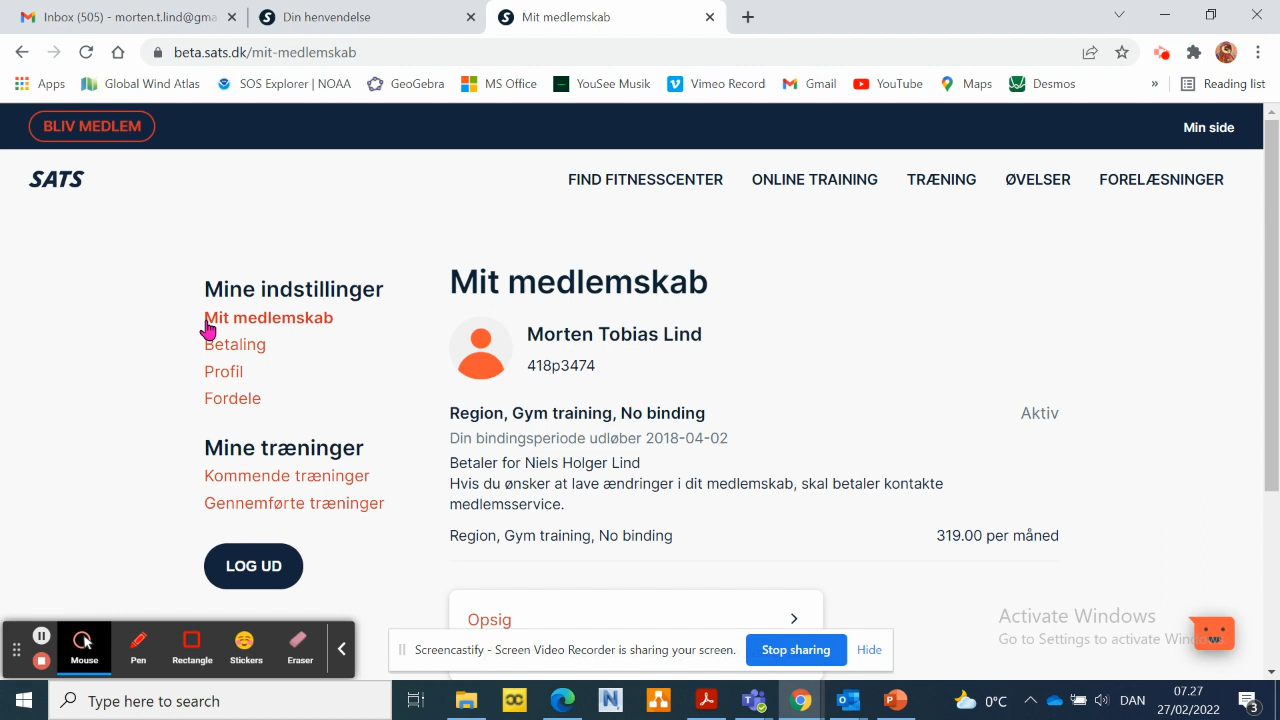 Inbox (505) - morten.t.lind@gma
Din henvendelse
Mit medlemskab
beta.sats.dk/mit-medlemskab
Apps
Global Wind Atlas
SOS Explorer | NOAA
GeoGebra
MS Office
YouSee Musik
Vimeo Record
Gmail
YouTube
Maps
Desmos
»
Reading list
BLIV MEDLEM
Min side
SATS
FIND FITNESSCENTER
ONLINE TRAINING
TRÆNING
ØVELSER
FORELÆSNINGER
Mine indstillinger
Mit medlemskab
Betaling
Profil
Fordele
Mine træninger
Kommende træninger
Gennemførte træninger
LOG UD
Mit medlemskab
Morten Tobias Lind
418p3474
Region, Gym training, No binding
Aktiv
Din bindingsperiode udløber 2018-04-02
Betaler for Niels Holger Lind
Hvis du ønsker at lave ændringer i dit medlemskab, skal betaler kontakte
medlemsservice.
Region, Gym training, No binding
319.00 per måned
Opsig
Activate Windows
Go to Settings to activate Windows
Mouse
Pen
Rectangle
Stickers
Eraser
Screencastify - Screen Video Recorder is sharing your screen.
Stop sharing
Hide
Type here to search
0°C
DAN
07.27
27/02/2022
3